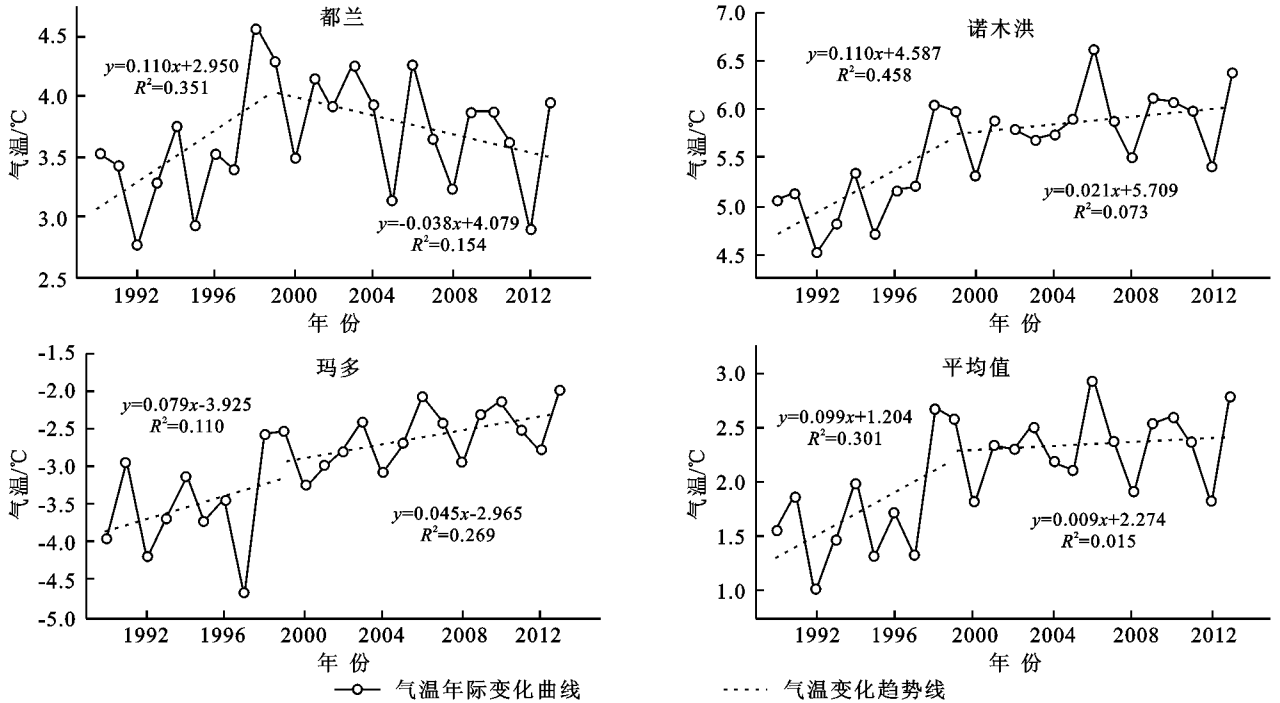 都兰
4.5
4.0
3.5
3.0
2.5
气温/℃
y=0.110x+2.950
R²=0.351
y=-0.038x+4.079
R²=0.154
1992 1996 2000 2004 2008 2012
年 份
诺木洪
7.0
6.5
6.0
5.5
5.0
4.5
气温/℃
y=0.110x+4.587
R²=0.458
y=0.021x+5.709
R²=0.073
1992 1996 2000 2004 2008 2012
年 份
玛多
-1.5
-2.0
-2.5
-3.0
-3.5
-4.0
-4.5
-5.0
气温/℃
y=0.079x-3.925
R²=0.110
y=0.045x-2.965
R²=0.269
1992 1996 2000 2004 2008 2012
年 份
平均值
3.0
2.5
2.0
1.5
1.0
气温/℃
y=0.099x+1.204
R²=0.301
y=0.009x+2.274
R²=0.015
1992 1996 2000 2004 2008 2012
年 份
气温年际变化曲线
气温变化趋势线